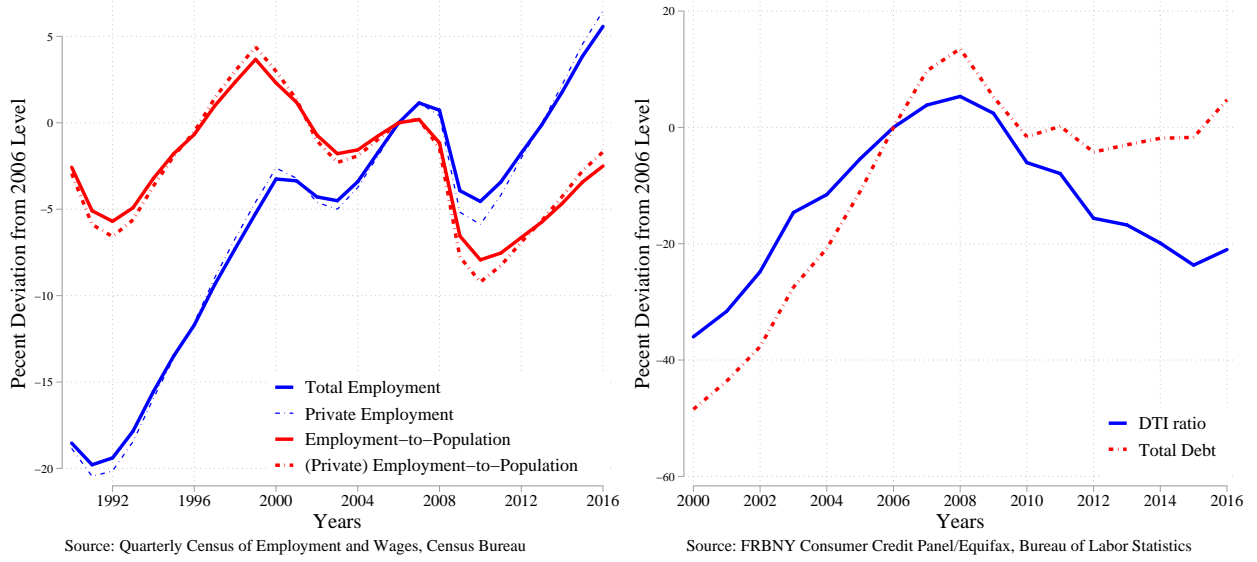 Pecent Deviation from 2006 Level
5
0
−5
−10
−15
−20
1992
1996
2000
2004
2008
2012
2016
Years
Total Employment
Private Employment
Employment−to−Population
(Private) Employment−to−Population
Source: Quarterly Census of Employment and Wages, Census Bureau
Pecent Deviation from 2006 Level
20
0
−20
−40
−60
2000
2002
2004
2006
2008
2010
2012
2014
2016
Years
DTI ratio
Total Debt
Source: FRBNY Consumer Credit Panel/Equifax, Bureau of Labor Statistics